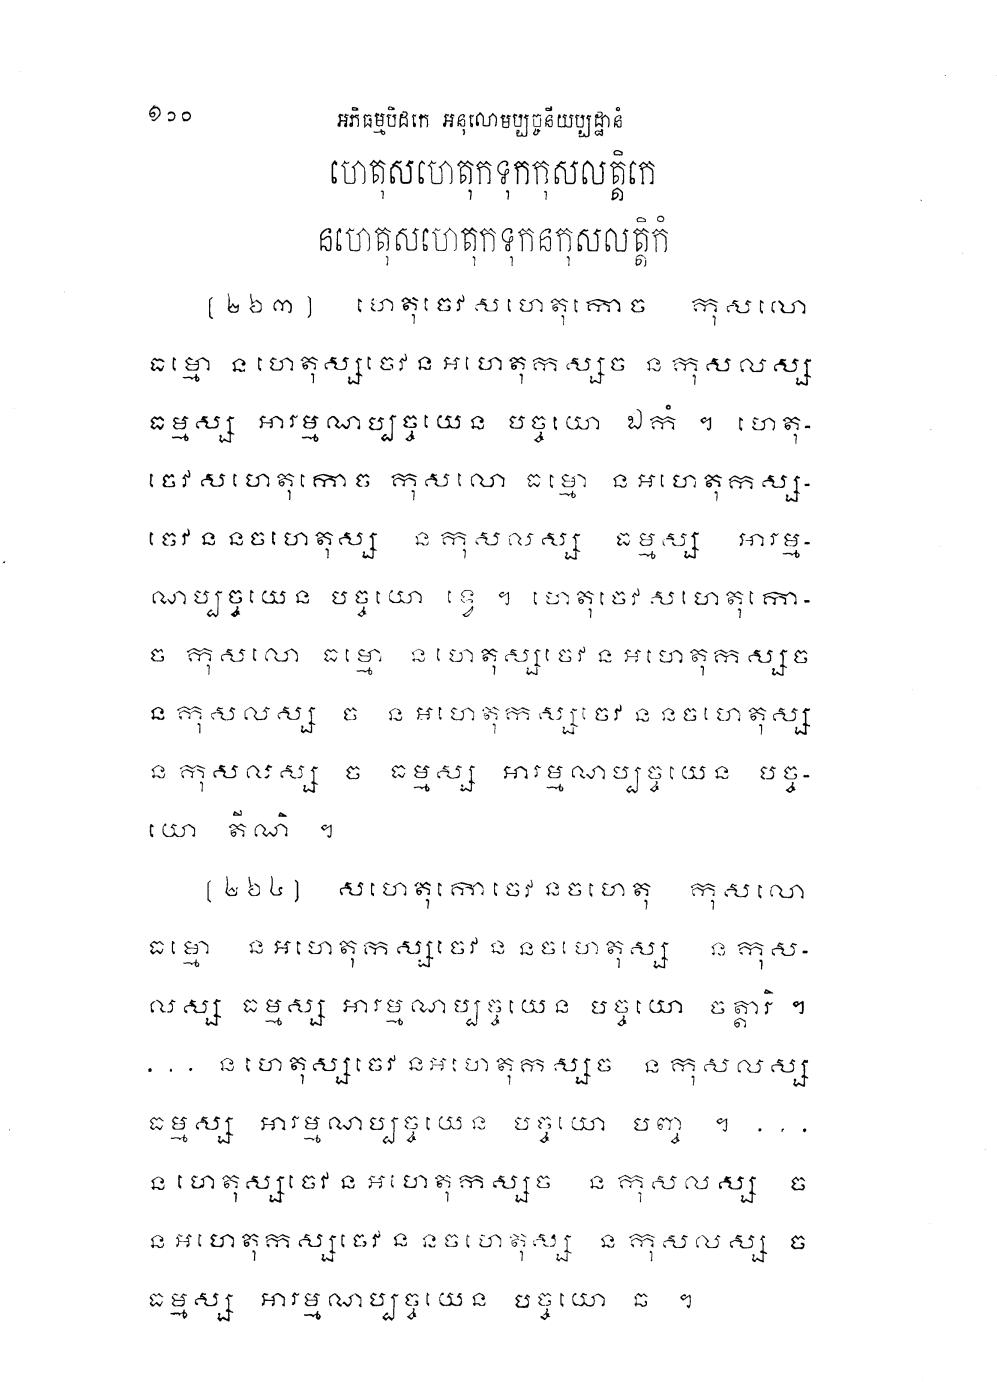 ១១០ អភិធម្មបិដកេ អនុលោមប្បច្ចនីយប្បដ្ឋានំ
ហេតុសហេតុកទុកកុសលត្តិកេ
នហេតុសហេតុកទុកនកុសលត្តិកំ
[២៦៣] ហេតុចេវសហេតុកោច កុសលោ
ធម្មោ នហេតុស្សចេវនអហេតុកស្សច នកុសលស្ស
ធម្មស្ស អារម្មណប្បច្ចយេន បច្ចយោ ឯកំ ។ ហេតុ-
ចេវសហេតុកោច កុសលោ ធម្មោ នអហេតុកស្ស-
ចេវននចហេតុស្ស នកុសលស្ស ធម្មស្ស អារម្ម-
ណប្បច្ចយេន បច្ចយោ ទ្វេ ។ ហេតុចេវសហេតុកោ-
ច កុសលោ ធម្មោ នហេតុស្សចេវនអហេតុកស្សច
នកុសលស្ស ច នអហេតុកស្សចេវននចហេតុស្ស
នកុសលស្ស ច ធម្មស្ស អារម្មណប្បច្ចយេន បច្ច-
យោ តីណិ ។
[២៦៤] សហេតុកោចេវនចហេតុ កុសលោ
ធម្មោ នអហេតុកស្សចេវននចហេតុស្ស នកុស-
លស្ស ធម្មស្ស អារម្មណប្បច្ចយេន បច្ចយោ ចត្តារិ ។
... នហេតុស្សចេវនអហេតុកស្សច នកុសលស្ស
ធម្មស្ស អារម្មណប្បច្ចយេន បច្ចយោ បញ្ច ។ ...
នហេតុស្សចេវនអហេតុកស្សច នកុសលស្ស ច
នអហេតុកស្សចេវននចហេតុស្ស នកុសលស្ស ច
ធម្មស្ស អារម្មណប្បច្ចយេន បច្ចយោ ឆ ។